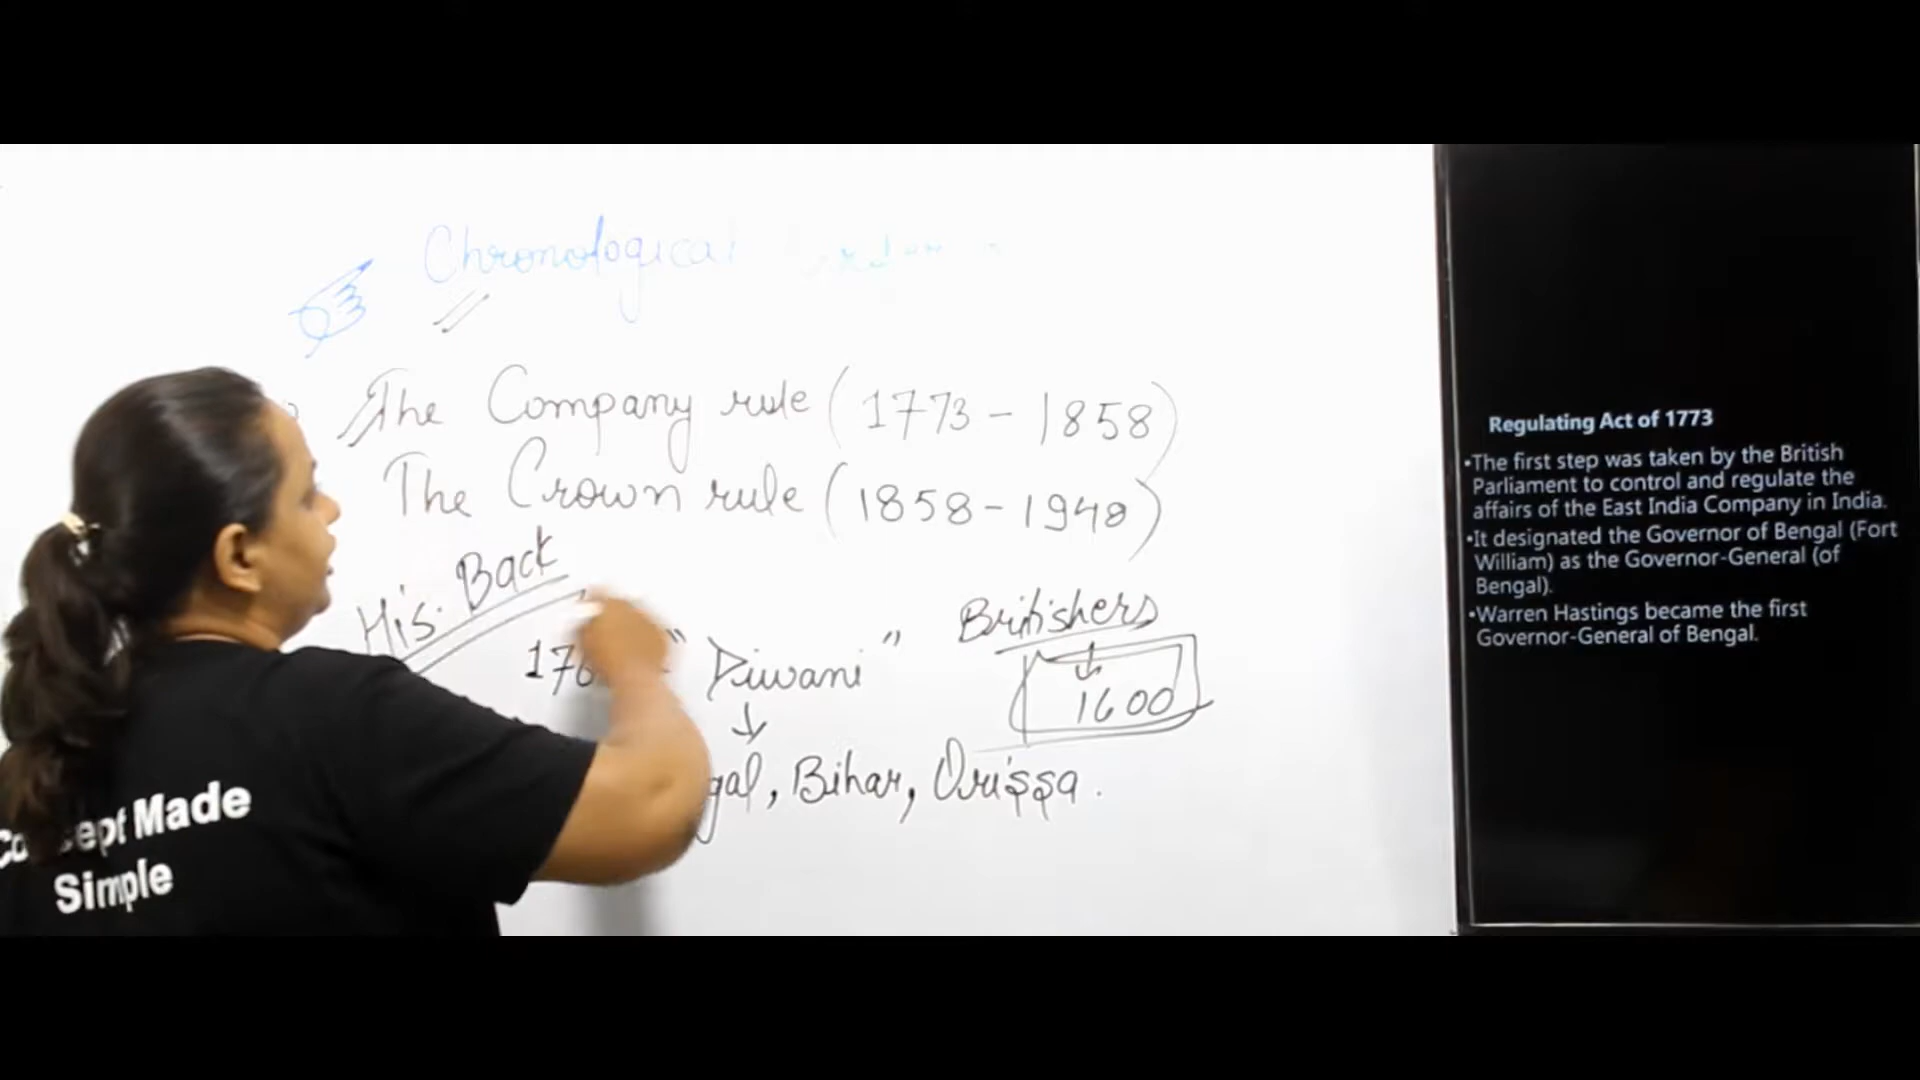 Chronological
The Company rule (1773 - 1858)
The Crown rule (1858 - 1948)
His. Back
" Diwani "
Britishers
1600
Bihar, Orissa.
Concept Made
Simple
Regulating Act of 1773
•The first step was taken by the British
Parliament to control and regulate the
affairs of the East India Company in India.
•It designated the Governor of Bengal (Fort
William) as the Governor-General (of
Bengal).
•Warren Hastings became the first
Governor-General of Bengal.